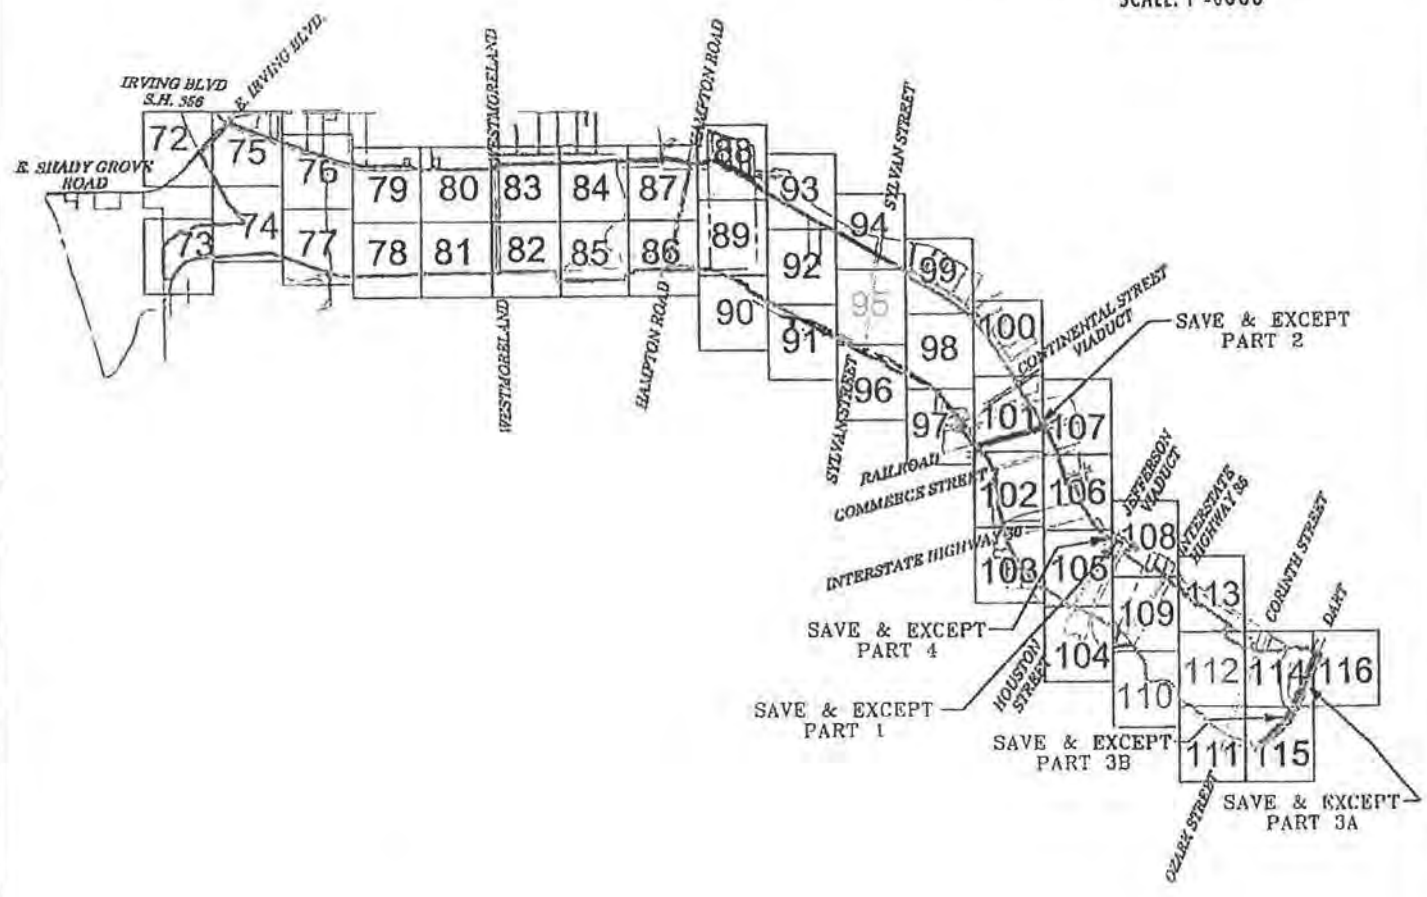 IRVING BLVD
S.H. 356
E. IRVING BLVD.
E. SHADY GROVE
ROAD
WESTMORELAND
HAMPTON ROAD
SYLVAN STREET
72
75
76
79
80
83
84
87
88
93
94
73
74
77
78
81
82
85
86
89
92
95
99
90
91
96
98
100
CONTINENTAL STREET
VIADUCT
SAVE & EXCEPT
PART 2
WESTMORELAND
HAMPTON ROAD
SYLVAN STREET
97
101
107
RAILROAD
COMMERCE STREET
102
106
JEFFERSON
VIADUCT
INTERSTATE
HIGHWAY 35
CORINTH STREET
DART
INTERSTATE HIGHWAY 30
103
105
108
113
109
SAVE & EXCEPT
PART 4
104
HOUSTON
STREET
110
112
114
116
SAVE & EXCEPT
PART 1
SAVE & EXCEPT
PART 3B
111
115
OZARK STREET
SAVE & EXCEPT
PART 3A